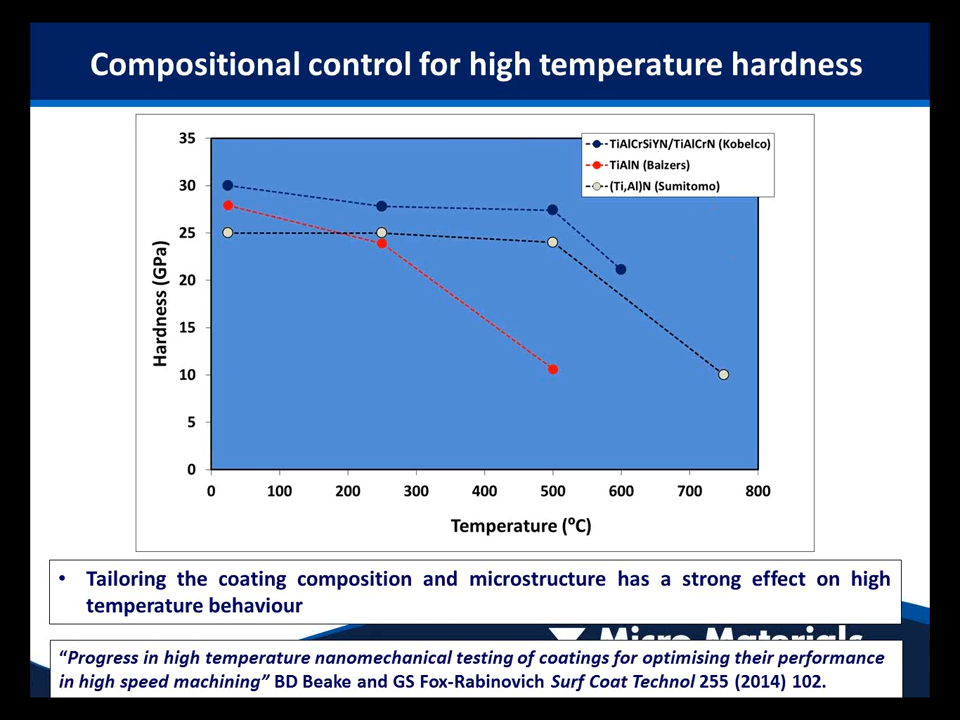 Compositional control for high temperature hardness
35
30
25
20
15
10
5
0
Hardness (GPa)
TiAlCrSiYN/TiAlCrN (Kobelco)
TiAlN (Balzers)
(Ti,Al)N (Sumitomo)
0 100 200 300 400 500 600 700 800
Temperature (⁰C)
• Tailoring the coating composition and microstructure has a strong effect on high
temperature behaviour
Micro Materials
“Progress in high temperature nanomechanical testing of coatings for optimising their performance
in high speed machining” BD Beake and GS Fox-Rabinovich Surf Coat Technol 255 (2014) 102.